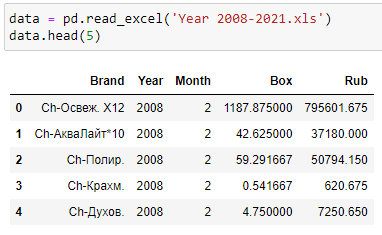 data = pd.read_excel('Year 2008-2021.xls')
data.head(5)
Brand Year Month Box Rub
0 Ch-Освеж. X12 2008 2 1187.875000 795601.675
1 Ch-АкваЛайт*10 2008 2 42.625000 37180.000
2 Ch-Полир. 2008 2 59.291667 50794.150
3 Ch-Крахм. 2008 2 0.541667 620.675
4 Ch-Духов. 2008 2 4.750000 7250.650